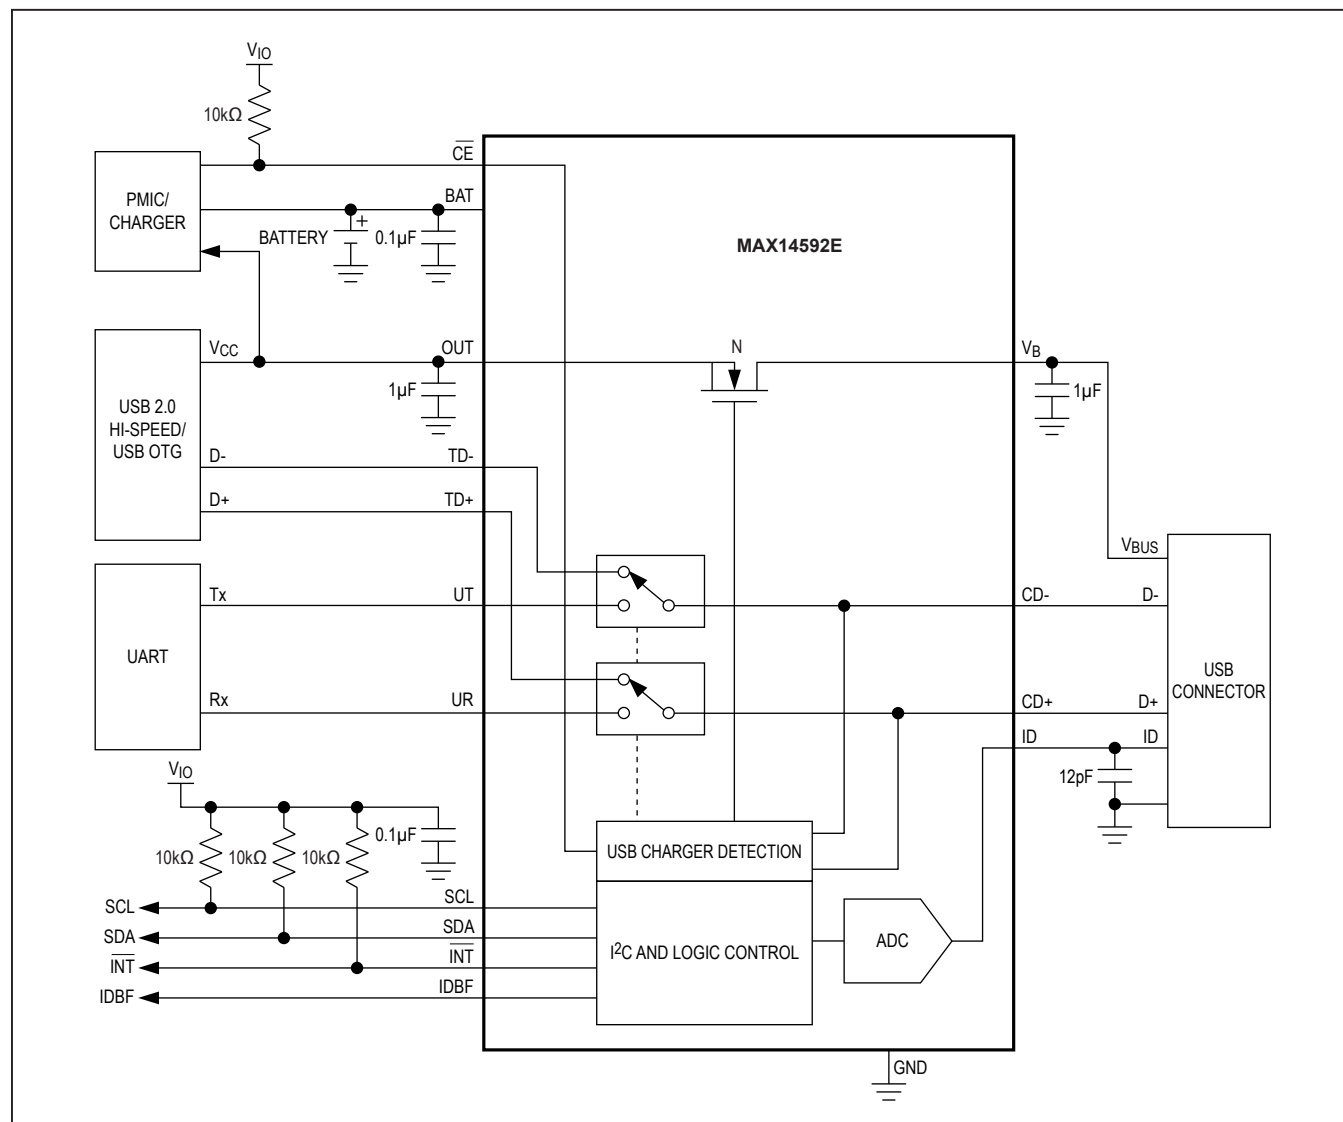 VIO
10kΩ
CE
PMIC/
CHARGER
BAT
BATTERY
+
0.1µF
MAX14592E
VCC
OUT
N
VB
1µF
1µF
USB 2.0
HI-SPEED/
USB OTG
D-
TD-
D+
TD+
VBUS
Tx
UT
CD-
D-
UART
USB
CONNECTOR
Rx
UR
CD+
D+
ID
ID
VIO
12pF
0.1µF
10kΩ
10kΩ
10kΩ
USB CHARGER DETECTION
SCL
SCL
SDA
SDA
INT
INT
IDBF
IDBF
I2C AND LOGIC CONTROL
ADC
GND